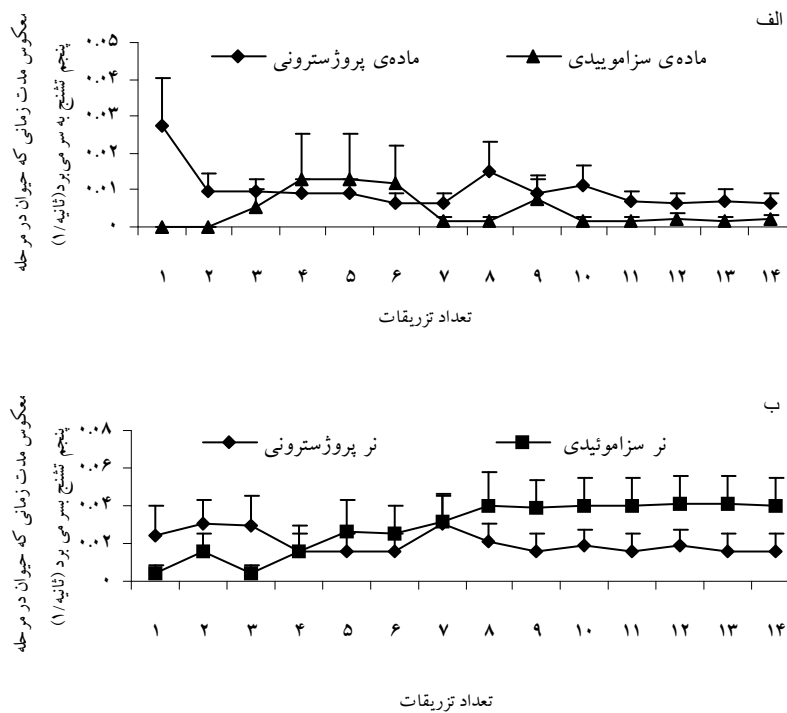 الف
معکوس مدت زمانی که حیوان در مرحله
پنجم تشنج به سر می‌برد(ثانیه/۱)
ماده‌ی پروژسترونی
ماده‌ی سزاموییدی
۰.۰۵
۰.۰۴
۰.۰۳
۰.۰۲
۰.۰۱
۰
۱ ۲ ۳ ۴ ۵ ۶ ۷ ۸ ۹ ۱۰ ۱۱ ۱۲ ۱۳ ۱۴
تعداد تزریقات
ب
معکوس مدت زمانی که حیوان در مرحله
پنجم تشنج بسر می برد (ثانیه/۱)
نر پروژسترونی
نر سزاموئیدی
۰.۰۸
۰.۰۶
۰.۰۴
۰.۰۲
۰
۱ ۲ ۳ ۴ ۵ ۶ ۷ ۸ ۹ ۱۰ ۱۱ ۱۲ ۱۳ ۱۴
تعداد تزریقات